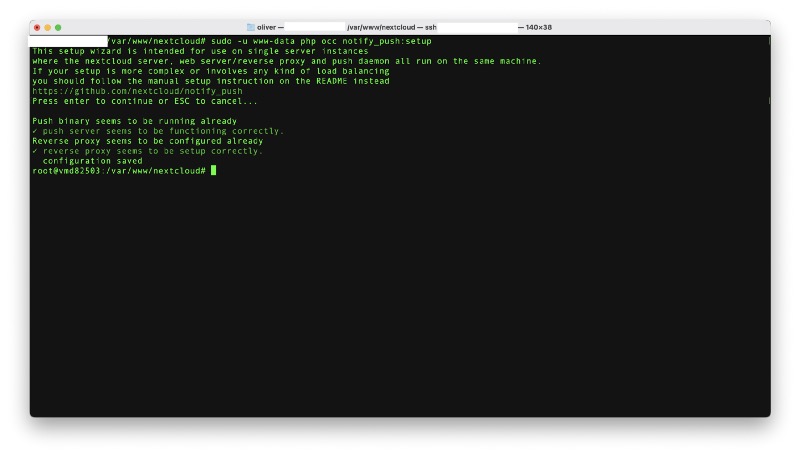 oliver — /var/www/nextcloud — ssh — 140×38
/var/www/nextcloud# sudo -u www-data php occ notify_push:setup
This setup wizard is intended for use on single server instances
where the nextcloud server, web server/reverse proxy and push daemon all run on the same machine.
If your setup is more complex or involves any kind of load balancing
you should follow the manual setup instruction on the README instead
https://github.com/nextcloud/notify_push
Press enter to continue or ESC to cancel...
Push binary seems to be running already
✓ push server seems to be functioning correctly.
Reverse proxy seems to be configured already
✓ reverse proxy seems to be setup correctly.
configuration saved
root@vmd82503:/var/www/nextcloud#